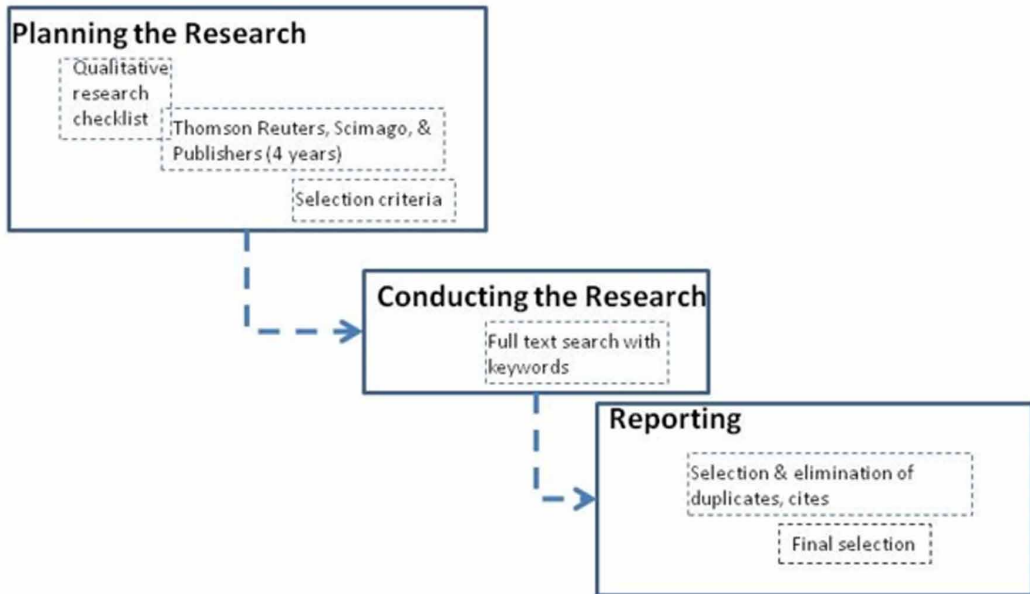 Planning the Research
Qualitative
research
checklist
Thomson Reuters, Scimago, &
Publishers (4 years)
Selection criteria
Conducting the Research
Full text search with
keywords
Reporting
Selection & elimination of
duplicates, cites
Final selection